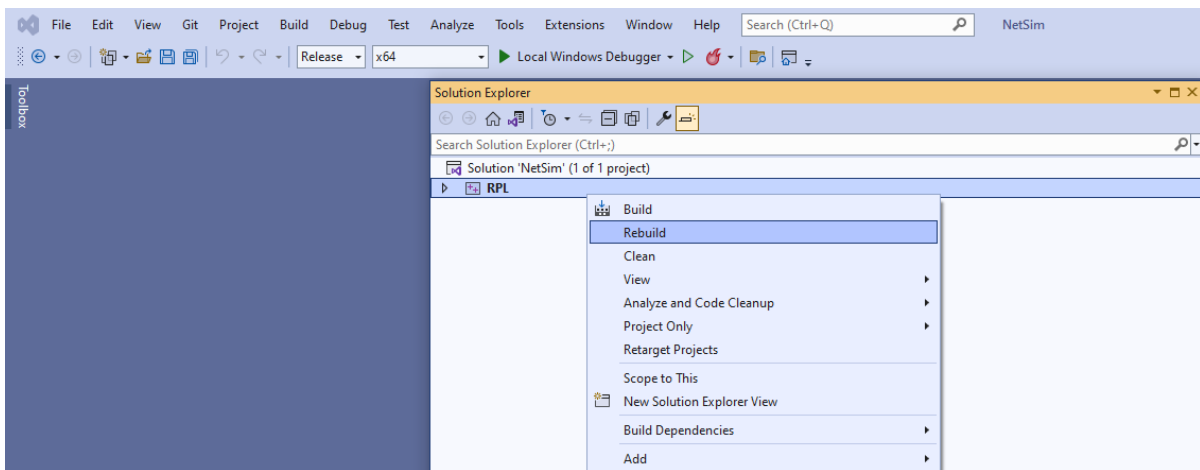 File Edit View Git Project Build Debug Test Analyze Tools Extensions Window Help Search (Ctrl+Q) NetSim
Release x64 Local Windows Debugger
Toolbox
Solution Explorer
Search Solution Explorer (Ctrl+;)
Solution 'NetSim' (1 of 1 project)
RPL
Build
Rebuild
Clean
View
Analyze and Code Cleanup
Project Only
Retarget Projects
Scope to This
New Solution Explorer View
Build Dependencies
Add